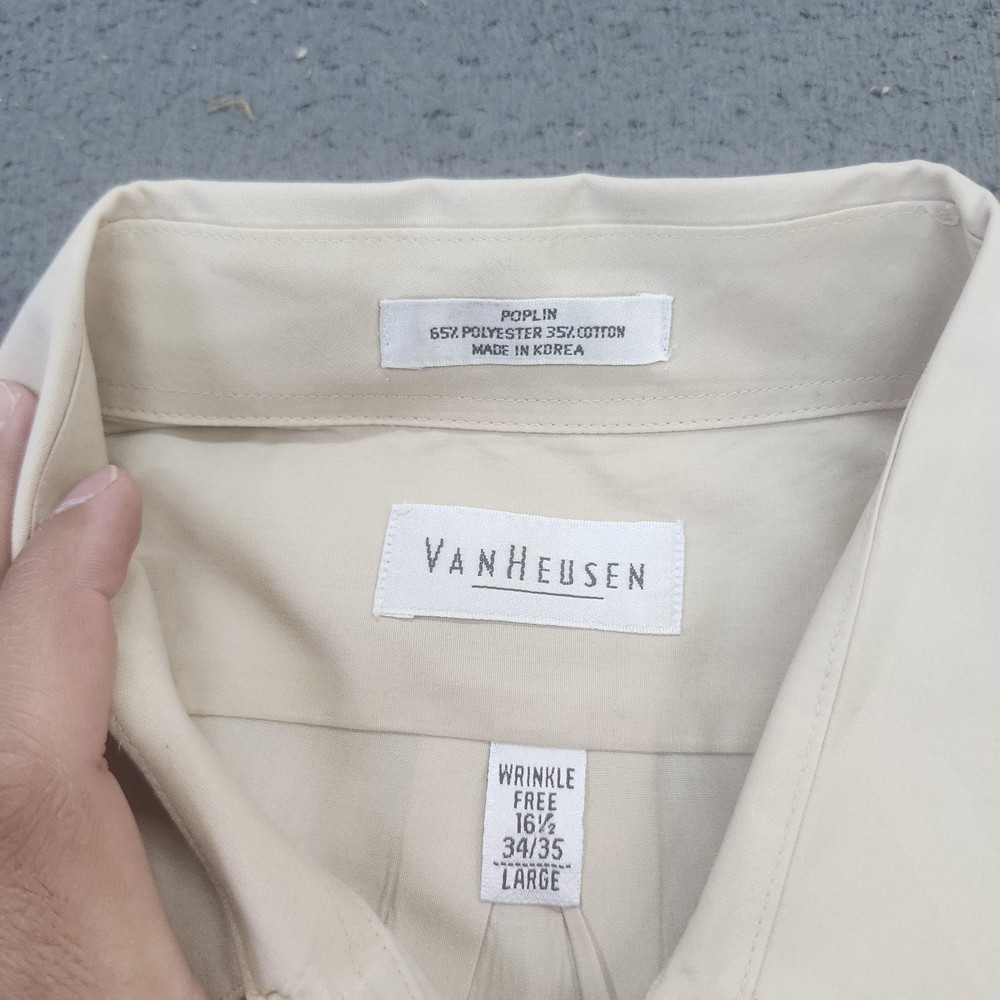 POPLIN
65% POLYESTER 35% COTTON
MADE IN KOREA
VANHEUSEN
WRINKLE
FREE
16½
34/35
LARGE